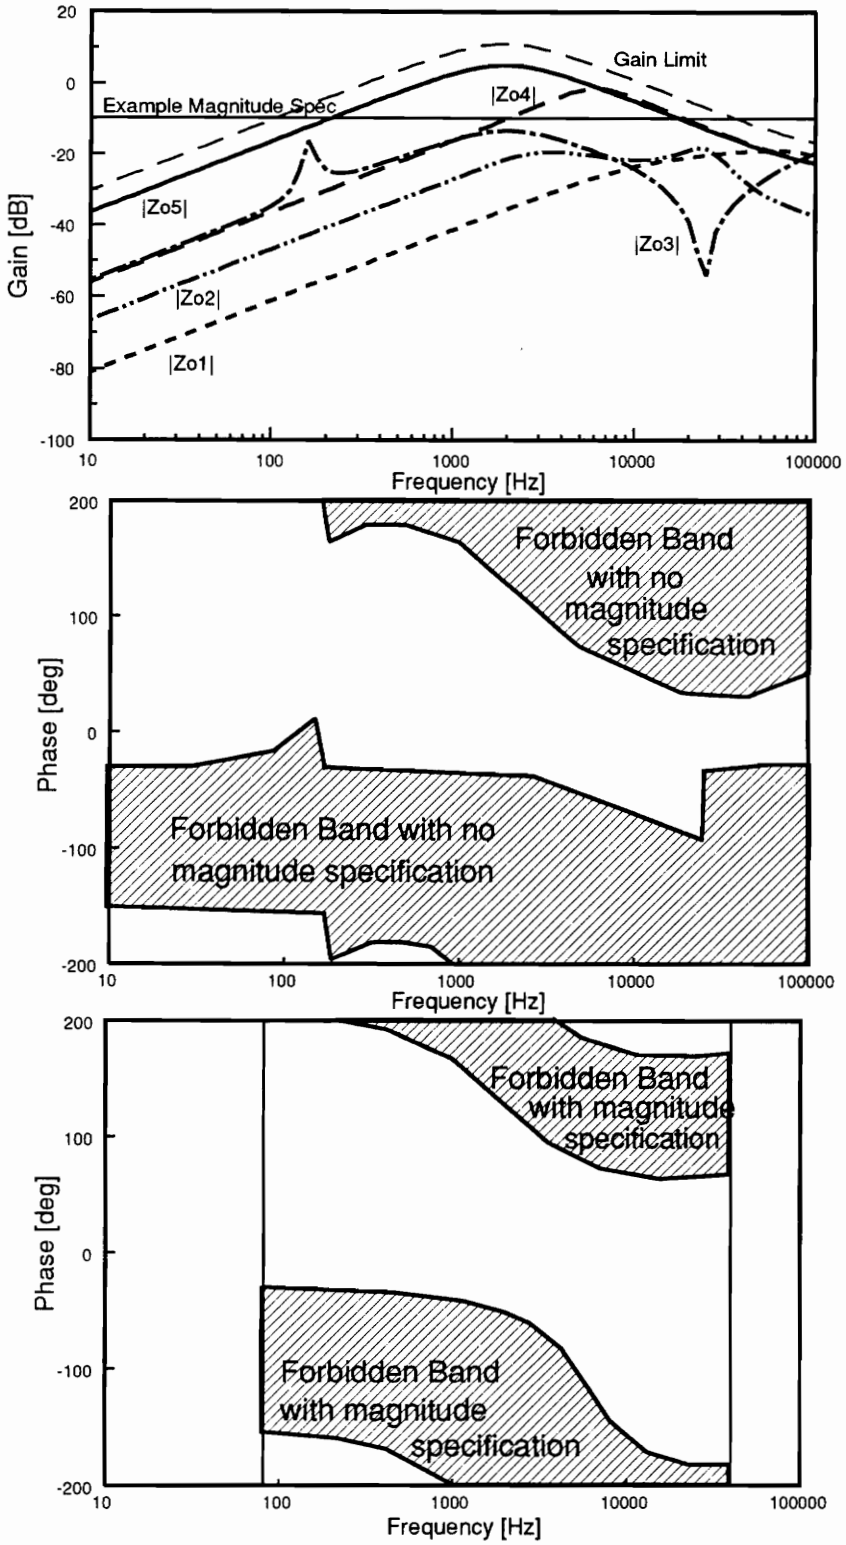 20
0
-20
-40
-60
-80
-100
Gain [dB]
Gain Limit
Example Magnitude Spec
|Zo4|
|Zo5|
|Zo3|
|Zo2|
|Zo1|
10
100
1000
10000
100000
Frequency [Hz]
200
100
0
-100
-200
Phase [deg]
Forbidden Band
with no
magnitude
specification
Forbidden Band with no
magnitude specification
10
100
1000
10000
100000
Frequency [Hz]
200
100
0
-100
-200
Phase [deg]
Forbidden Band
with magnitude
specification
Forbidden Band
with magnitude
specification
10
100
1000
10000
100000
Frequency [Hz]